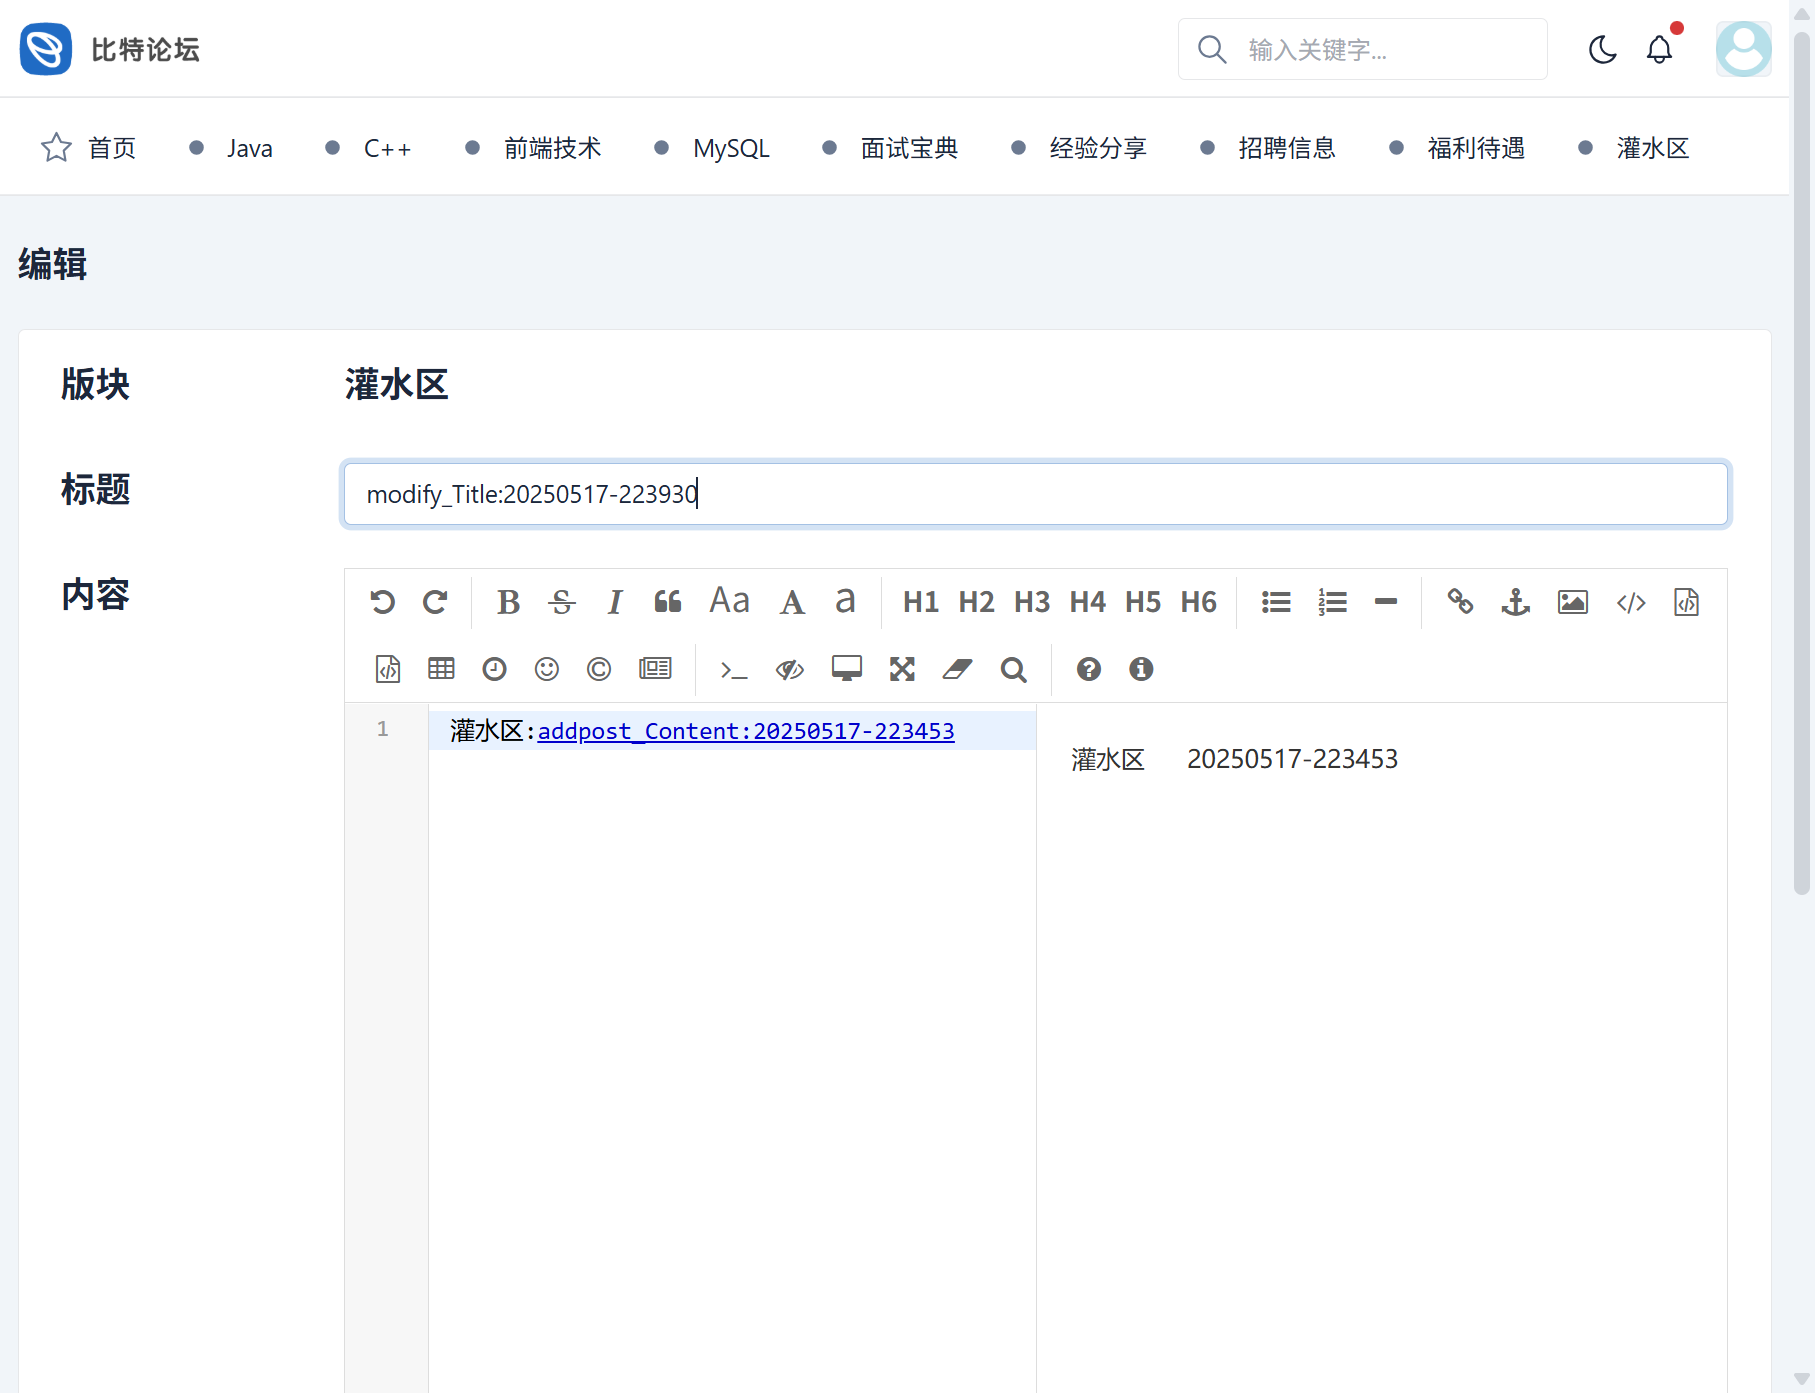 比特论坛
输入关键字...
首页 Java C++ 前端技术 MySQL 面试宝典 经验分享 招聘信息 福利待遇 灌水区
编辑
版块 灌水区
标题 modify_Title:20250517-223930
内容
B S I Aa A a H1 H2 H3 H4 H5 H6
1 灌水区:addpost_Content:20250517-223453
灌水区 20250517-223453